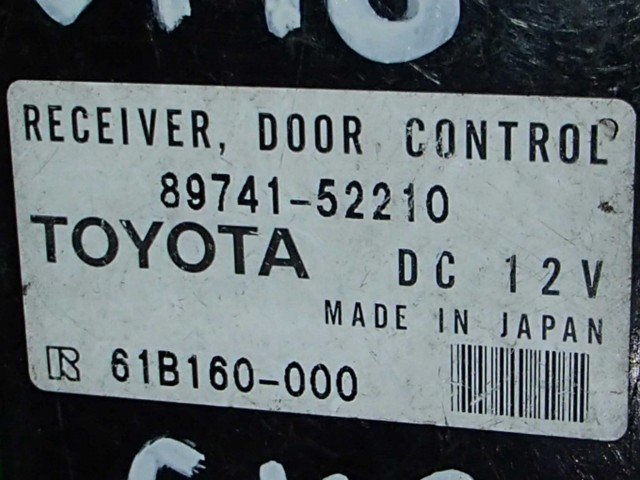 RECEIVER, DOOR CONTROL
89741-52210
TOYOTA DC 12V
MADE IN JAPAN
R 61B160-000